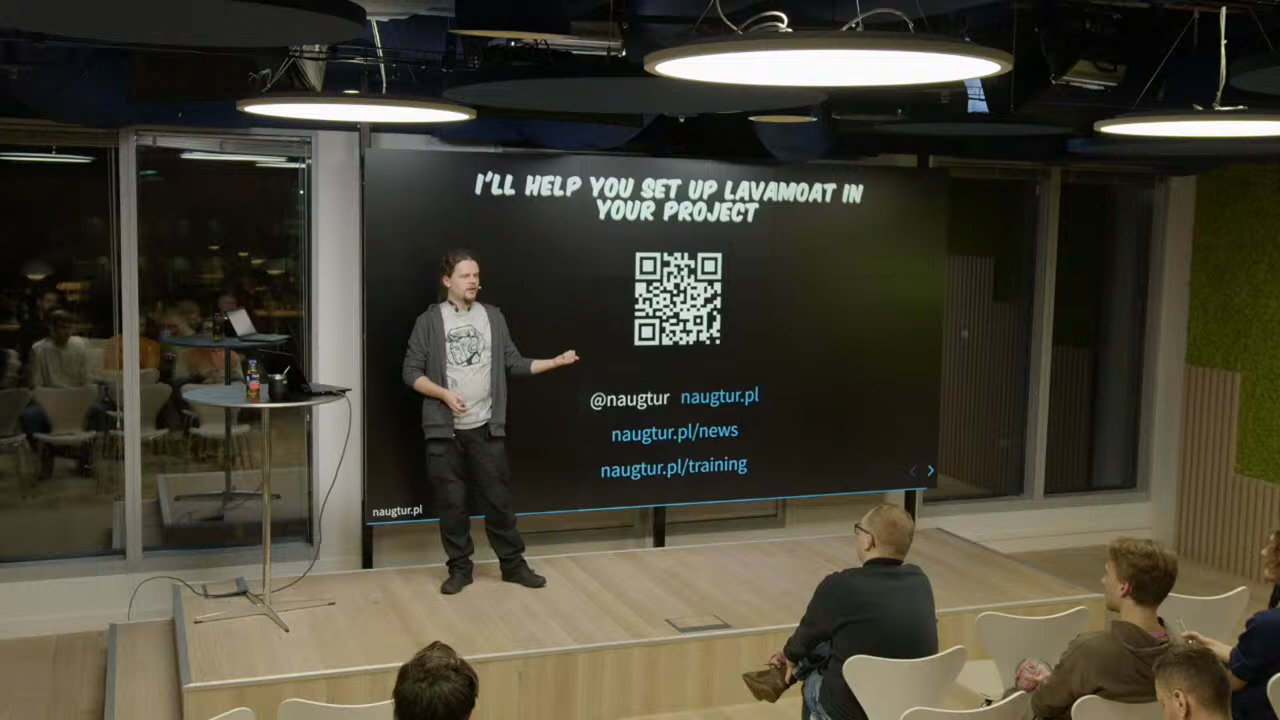 I'LL HELP YOU SET UP LAVAMOAT IN
YOUR PROJECT
@naugtur naugtur.pl
naugtur.pl/news
naugtur.pl/training
naugtur.pl